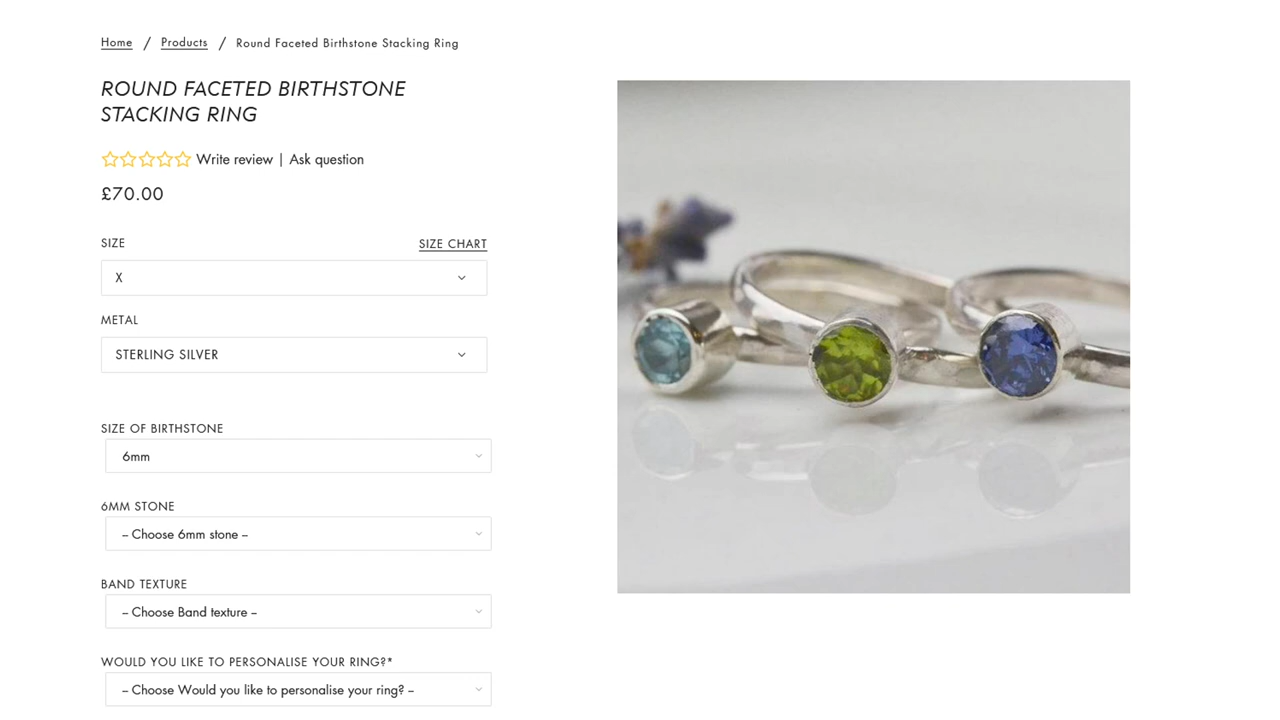 Home / Products / Round Faceted Birthstone Stacking Ring
ROUND FACETED BIRTHSTONE
STACKING RING
Write review | Ask question
£70.00
SIZE SIZE CHART
X
METAL
STERLING SILVER
SIZE OF BIRTHSTONE
6mm
6MM STONE
-- Choose 6mm stone --
BAND TEXTURE
-- Choose Band texture --
WOULD YOU LIKE TO PERSONALISE YOUR RING?*
-- Choose Would you like to personalise your ring? --